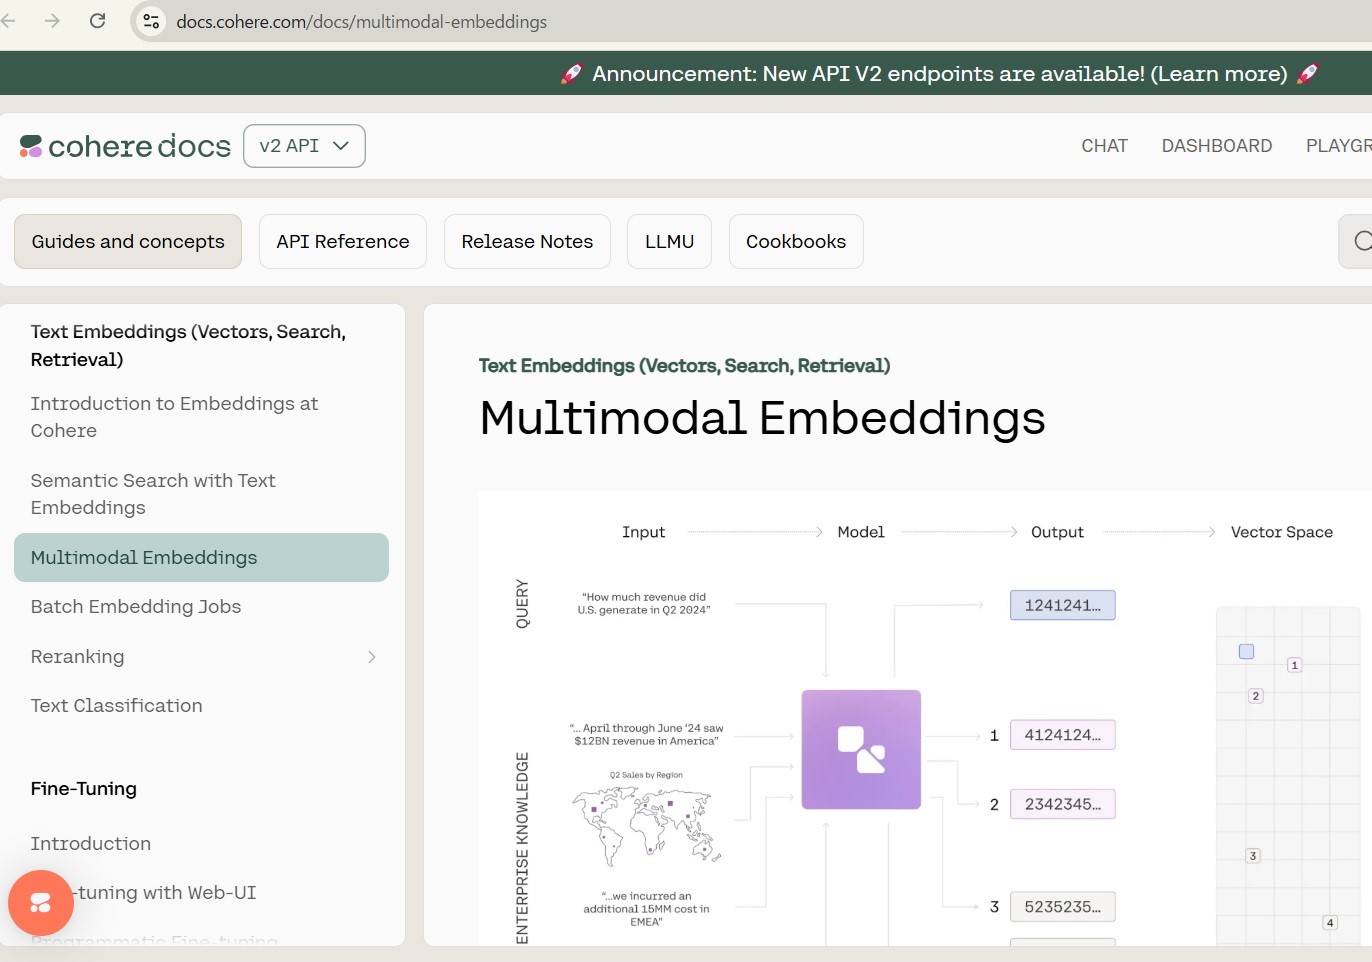 docs.cohere.com/docs/multimodal-embeddings
🚀 Announcement: New API V2 endpoints are available! (Learn more) 🚀
cohere docs
v2 API
CHAT
DASHBOARD
PLAYGR
Guides and concepts
API Reference
Release Notes
LLMU
Cookbooks
Text Embeddings (Vectors, Search,
Retrieval)
Introduction to Embeddings at
Cohere
Semantic Search with Text
Embeddings
Multimodal Embeddings
Batch Embedding Jobs
Reranking
Text Classification
Fine-Tuning
Introduction
-tuning with Web-UI
Programmatic Fine-tuning
Text Embeddings (Vectors, Search, Retrieval)
Multimodal Embeddings
Input
Model
Output
Vector Space
QUERY
“How much revenue did
U.S. generate in Q2 2024”
1241241...
ENTERPRISE KNOWLEDGE
“... April through June ‘24 saw
$12BN revenue in America”
1
4124124...
Q2 Sales by Region
2
2342345...
“...we incurred an
additional 15MM cost in
EMEA”
3
5235235...
1
2
3
4